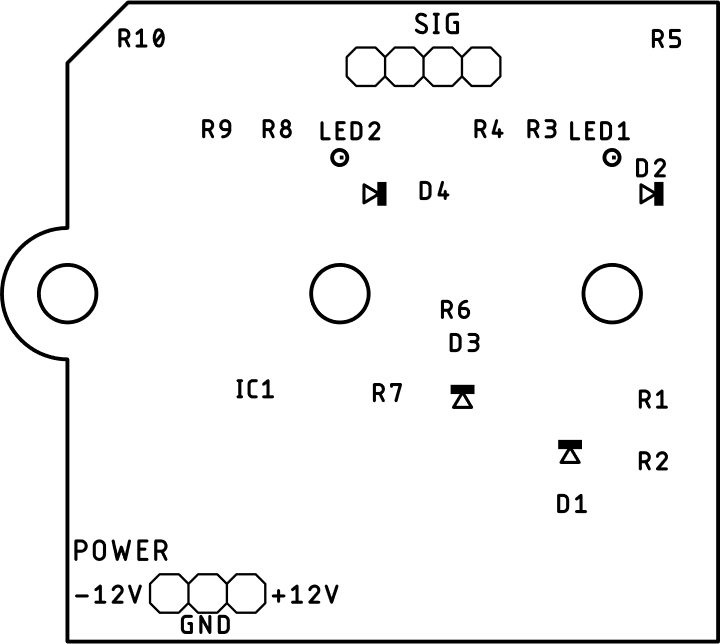 SIG
R10
R5
R9 R8 LED2 R4 R3 LED1
D2
D4
R6
D3
IC1 R7 R1
R2
D1
POWER
-12V +12V
GND